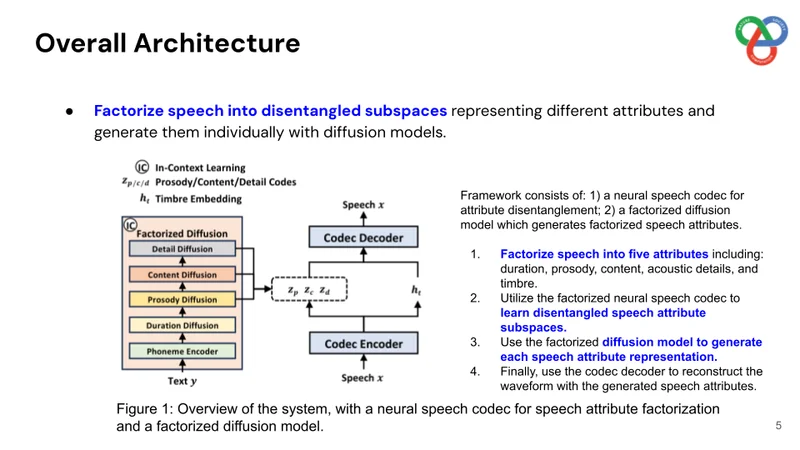 Overall Architecture
● Factorize speech into disentangled subspaces representing different attributes and
generate them individually with diffusion models.
IC In-Context Learning
z_{p/c/d} Prosody/Content/Detail Codes
h_t Timbre Embedding
IC
Factorized Diffusion
Detail Diffusion
Content Diffusion
Prosody Diffusion
Duration Diffusion
Phoneme Encoder
Text y
Speech x
Codec Decoder
z_p z_c z_d
h_t
Codec Encoder
Speech x
Framework consists of: 1) a neural speech codec for
attribute disentanglement; 2) a factorized diffusion
model which generates factorized speech attributes.
1. Factorize speech into five attributes including:
duration, prosody, content, acoustic details, and
timbre.
2. Utilize the factorized neural speech codec to
learn disentangled speech attribute
subspaces.
3. Use the factorized diffusion model to generate
each speech attribute representation.
4. Finally, use the codec decoder to reconstruct the
waveform with the generated speech attributes.
Figure 1: Overview of the system, with a neural speech codec for speech attribute factorization
and a factorized diffusion model.
5